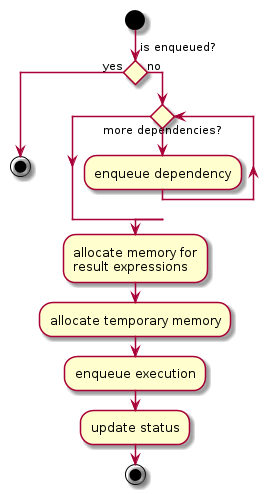 is enqueued?
yes
no
more dependencies?
enqueue dependency
allocate memory for
result expressions
allocate temporary memory
enqueue execution
update status